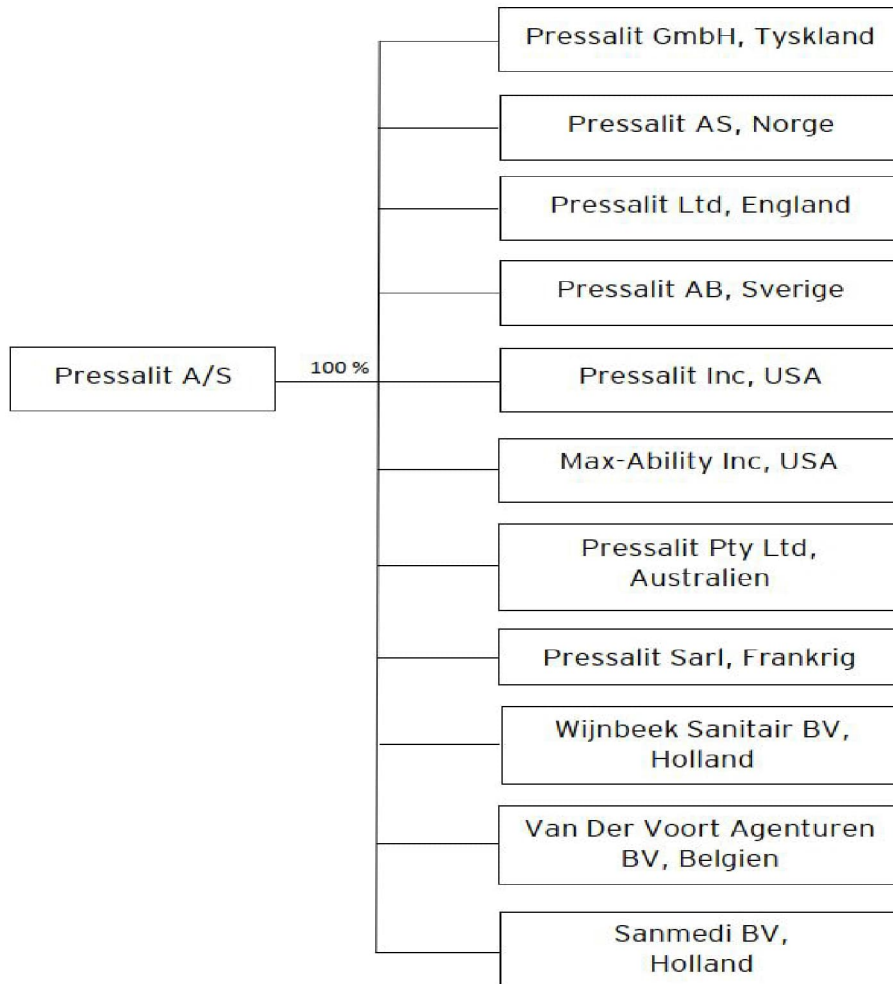 Pressalit GmbH, Tyskland
Pressalit AS, Norge
Pressalit Ltd, England
Pressalit AB, Sverige
Pressalit A/S
100 %
Pressalit Inc, USA
Max-Ability Inc, USA
Pressalit Pty Ltd,
Australien
Pressalit Sarl, Frankrig
Wijnbeek Sanitair BV,
Holland
Van Der Voort Agenturen
BV, Belgien
Sanmedi BV,
Holland